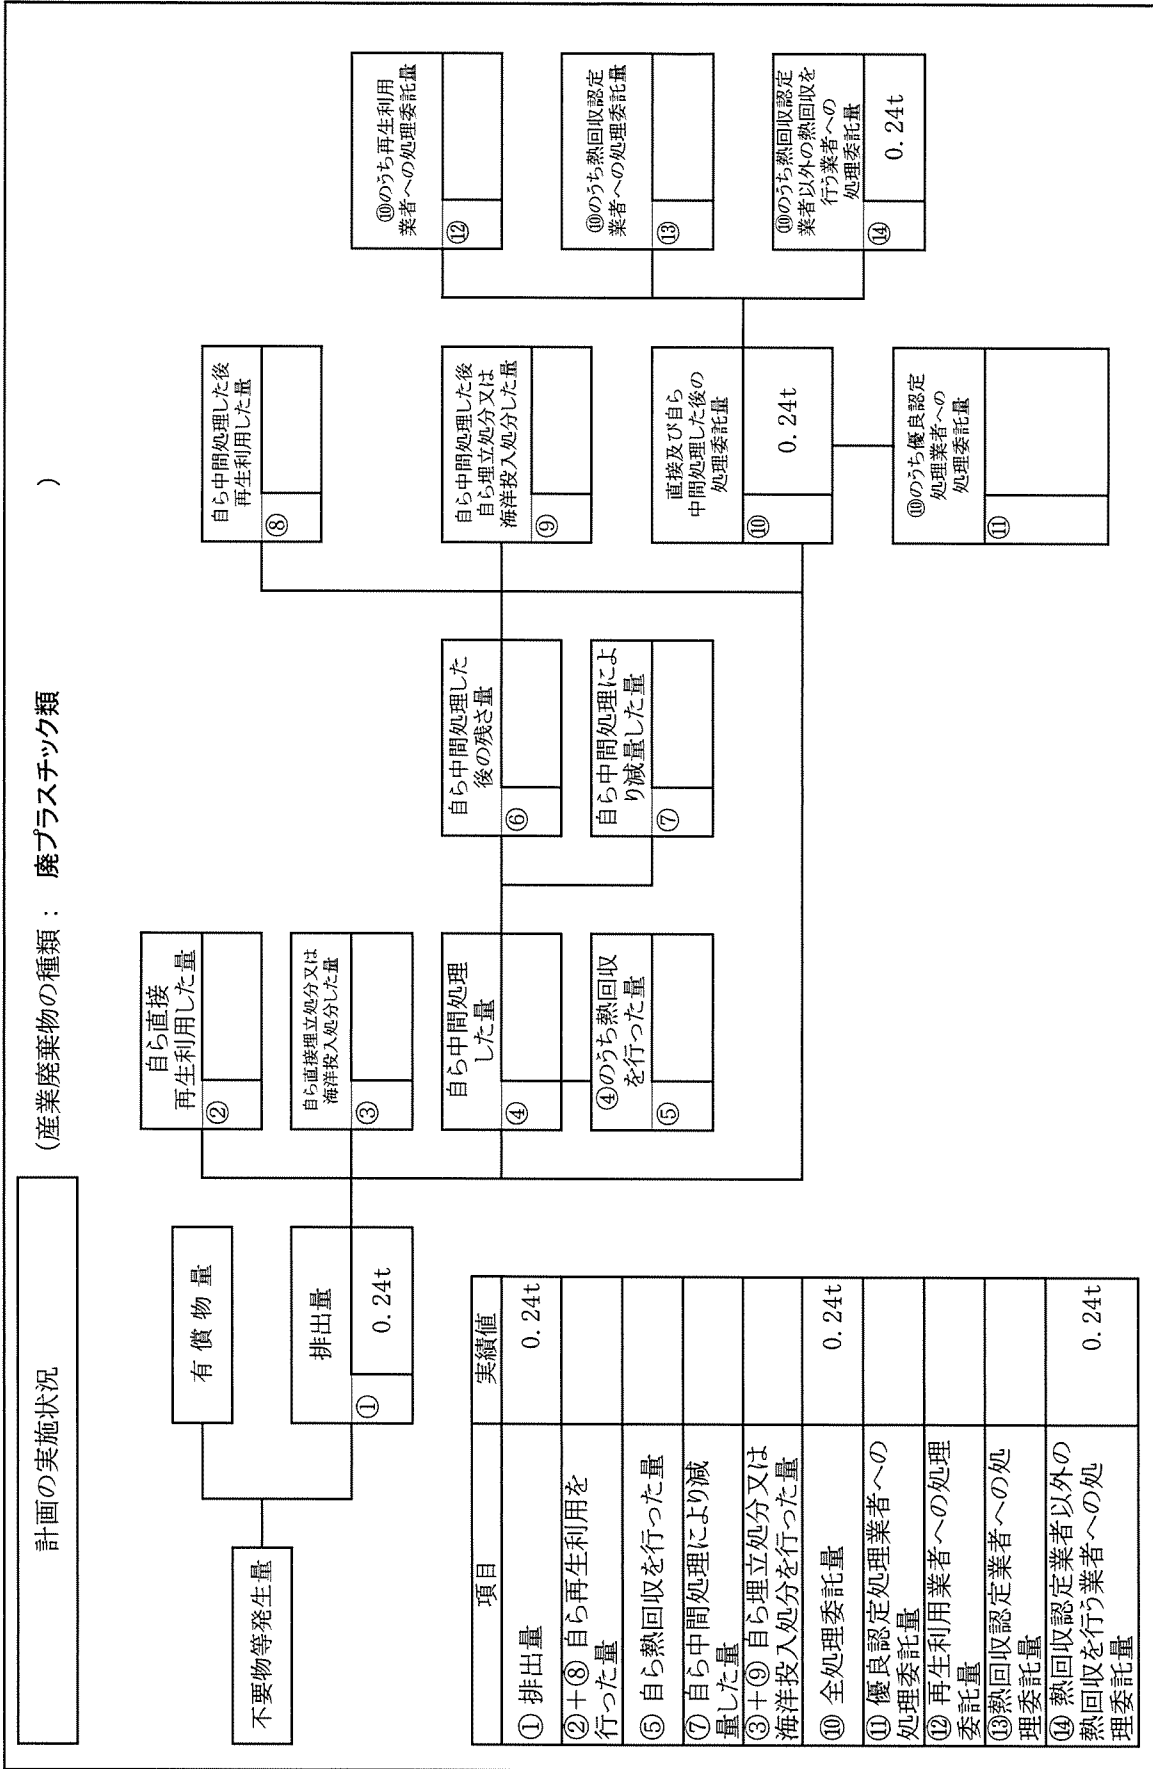 計画の実施状況
(産業廃棄物の種類： 廃プラスチック類 )
不要物等発生量
有償物量
排出量
① 0.24t
自ら直接
再生利用した量
②
自ら直接埋立処分又は
海洋投入処分した量
③
自ら中間処理
した量
④
④のうち熱回収
を行った量
⑤
自ら中間処理した
後の残さ量
⑥
自ら中間処理によ
り減量した量
⑦
自ら中間処理した後
再生利用した量
⑧
自ら中間処理した後
自ら埋立処分又は
海洋投入処分した量
⑨
直接及び自ら
中間処理した後の
処理委託量
⑩ 0.24t
⑩のうち優良認定
処理業者への
処理委託量
⑪
⑩のうち再生利用
業者への処理委託量
⑫
⑩のうち熱回収認定
業者への処理委託量
⑬
⑩のうち熱回収認定
業者以外の熱回収を
行う業者への
処理委託量
⑭ 0.24t
項目 実績値
① 排出量 0.24t
②＋⑧ 自ら再生利用を
行った量
⑤ 自ら熱回収を行った量
⑦ 自ら中間処理により減
量した量
③＋⑨ 自ら埋立処分又は
海洋投入処分を行った量
⑩ 全処理委託量 0.24t
⑪ 優良認定処理業者への
処理委託量
⑫ 再生利用業者への処理
委託量
⑬熱回収認定業者への処
理委託量
⑭ 熱回収認定業者以外の
熱回収を行う業者への処
理委託量 0.24t